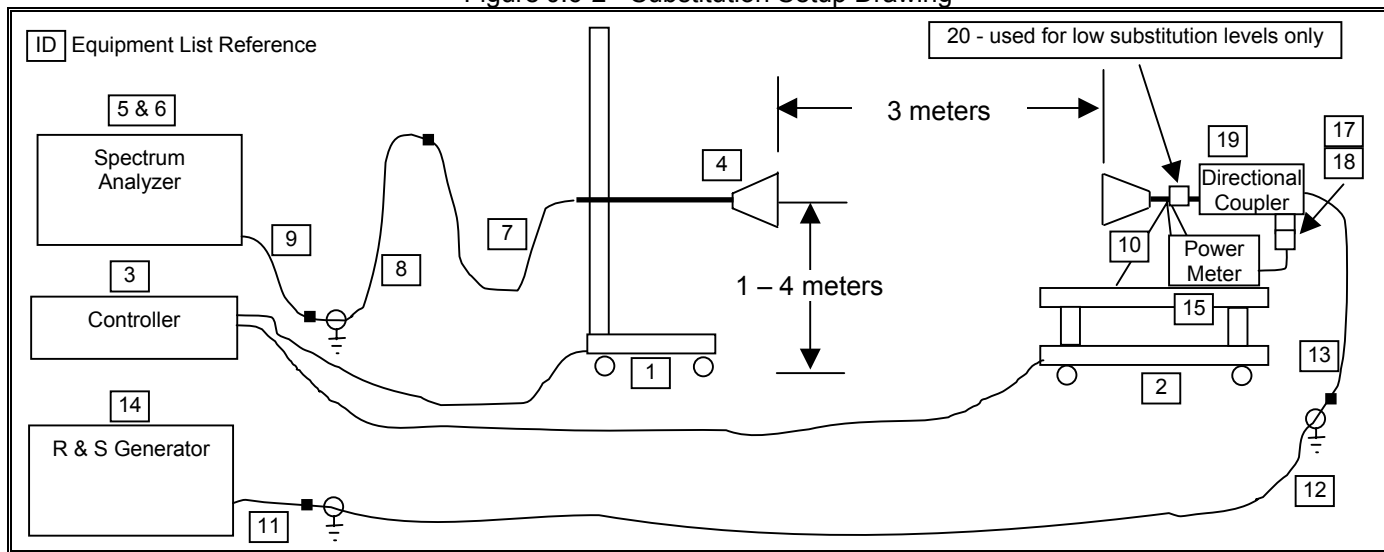 Figure 9.6-2 - Substitution Setup Drawing
ID Equipment List Reference
20 - used for low substitution levels only
5 & 6
Spectrum
Analyzer
3 meters
4
19
17
18
Directional
Coupler
9
8
7
10
Power
Meter
3
Controller
1 – 4 meters
15
1
2
13
14
R & S Generator
11
12